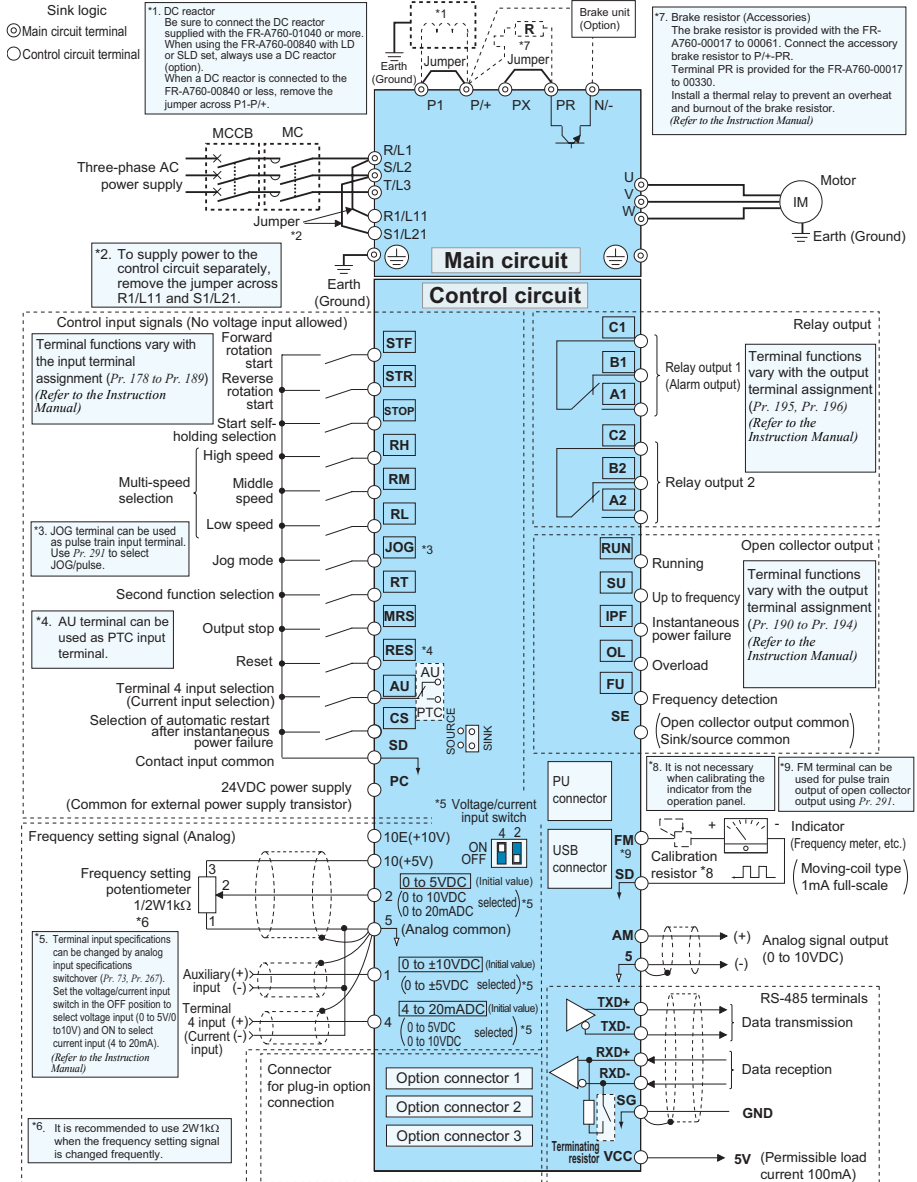 Sink logic
Main circuit terminal
Control circuit terminal
*1. DC reactor
Be sure to connect the DC reactor
supplied with the FR-A760-01040 or more.
When using the FR-A760-00840 with LD
or SLD set, always use a DC reactor
(option).
When a DC reactor is connected to the
FR-A760-00840 or less, remove the
jumper across P1-P/+.
*1
Earth
(Ground)
Jumper
R
*7
Jumper
Brake unit
(Option)
*7. Brake resistor (Accessories)
The brake resistor is provided with the FR-
A760-00017 to 00061. Connect the accessory
brake resistor to P/+-PR.
Terminal PR is provided for the FR-A760-00017
to 00330.
Install a thermal relay to prevent an overheat
and burnout of the brake resistor.
(Refer to the Instruction Manual)
P1 P/+ PX PR N/-
MCCB MC
Three-phase AC
power supply
R/L1
S/L2
T/L3
R1/L11
S1/L21
Jumper
*2
U
V
W
Motor
IM
Earth (Ground)
*2. To supply power to the
control circuit separately,
remove the jumper across
R1/L11 and S1/L21.
Earth
(Ground)
Main circuit
Control circuit
Control input signals (No voltage input allowed)
Terminal functions vary with
the input terminal
assignment (Pr. 178 to Pr. 189)
(Refer to the Instruction
Manual)
Forward
rotation
start
STF
Reverse
rotation
start
STR
Start self-
holding selection
STOP
Multi-speed
selection
High speed
RH
Middle
speed
RM
Low speed
RL
*3. JOG terminal can be used
as pulse train input terminal.
Use Pr. 291 to select
JOG/pulse.
Jog mode
JOG *3
Second function selection
RT
*4. AU terminal can be
used as PTC input
terminal.
Output stop
MRS
Reset
RES *4
Terminal 4 input selection
(Current input selection)
AU
AU
PTC
Selection of automatic restart
after instantaneous
power failure
CS
SOURCE
SINK
Contact input common
SD
24VDC power supply
(Common for external power supply transistor)
PC
Relay output
C1
B1
A1
Relay output 1
(Alarm output)
C2
B2
A2
Relay output 2
Terminal functions
vary with the output
terminal assignment
(Pr. 195, Pr. 196)
(Refer to the
Instruction Manual)
Open collector output
RUN
Running
SU
Up to frequency
IPF
Instantaneous
power failure
OL
Overload
FU
Frequency detection
SE
(Open collector output common)
Sink/source common
Terminal functions
vary with the output
terminal assignment
(Pr. 190 to Pr. 194)
(Refer to the
Instruction Manual)
PU
connector
USB
connector
*8. It is not necessary
when calibrating the
indicator from the
operation panel.
*9. FM terminal can be
used for pulse train
output of open collector
output using Pr. 291.
FM
*9
SD
+ -
Indicator
(Frequency meter, etc.)
Calibration
resistor *8
(Moving-coil type
1mA full-scale)
*5 Voltage/current
input switch
4 2
ON
OFF
Frequency setting signal (Analog)
10E(+10V)
10(+5V)
Frequency setting
potentiometer
1/2W1kΩ
*6
3
2
1
2
0 to 5VDC (Initial value)
(0 to 10VDC
0 to 20mADC selected)*5
5
(Analog common)
*5. Terminal input specifications
can be changed by analog
input specifications
switchover (Pr. 73, Pr. 267).
Set the voltage/current input
switch in the OFF position to
select voltage input (0 to 5V/0
to10V) and ON to select
current input (4 to 20mA).
(Refer to the Instruction
Manual)
Auxiliary (+)
input (-)
1
0 to ±10VDC (Initial value)
(0 to ±5VDC selected)*5
Terminal
4 input (+)
(Current (-)
input)
4
4 to 20mADC (Initial value)
(0 to 5VDC
0 to 10VDC selected)*5
AM
5
(+)
(-)
Analog signal output
(0 to 10VDC)
RS-485 terminals
TXD+
TXD-
Data transmission
RXD+
RXD-
Data reception
SG
GND
Terminating
resistor
VCC
5V (Permissible load
current 100mA)
Connector
for plug-in option
connection
Option connector 1
Option connector 2
Option connector 3
*6. It is recommended to use 2W1kΩ
when the frequency setting signal
is changed frequently.